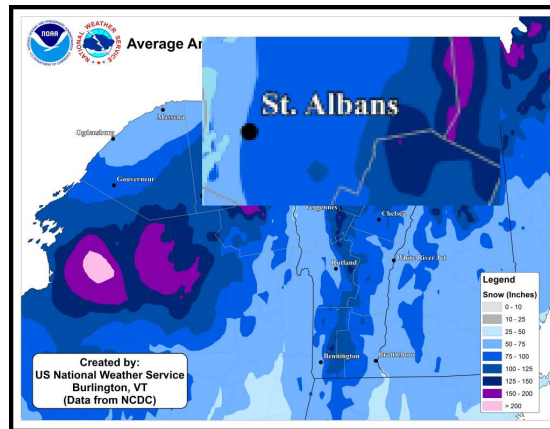 NOAA
NATIONAL WEATHER SERVICE
Average An
St. Albans
Massena
Ogdensburg
Gouverneur
Vergennes
Chelsea
Rutland
White River Jct
Bennington
Brattleboro
Legend
Snow (Inches)
0 - 10
10 - 25
25 - 50
50 - 75
75 - 100
100 - 125
125 - 150
150 - 200
> 200
Created by:
US National Weather Service
Burlington, VT
(Data from NCDC)